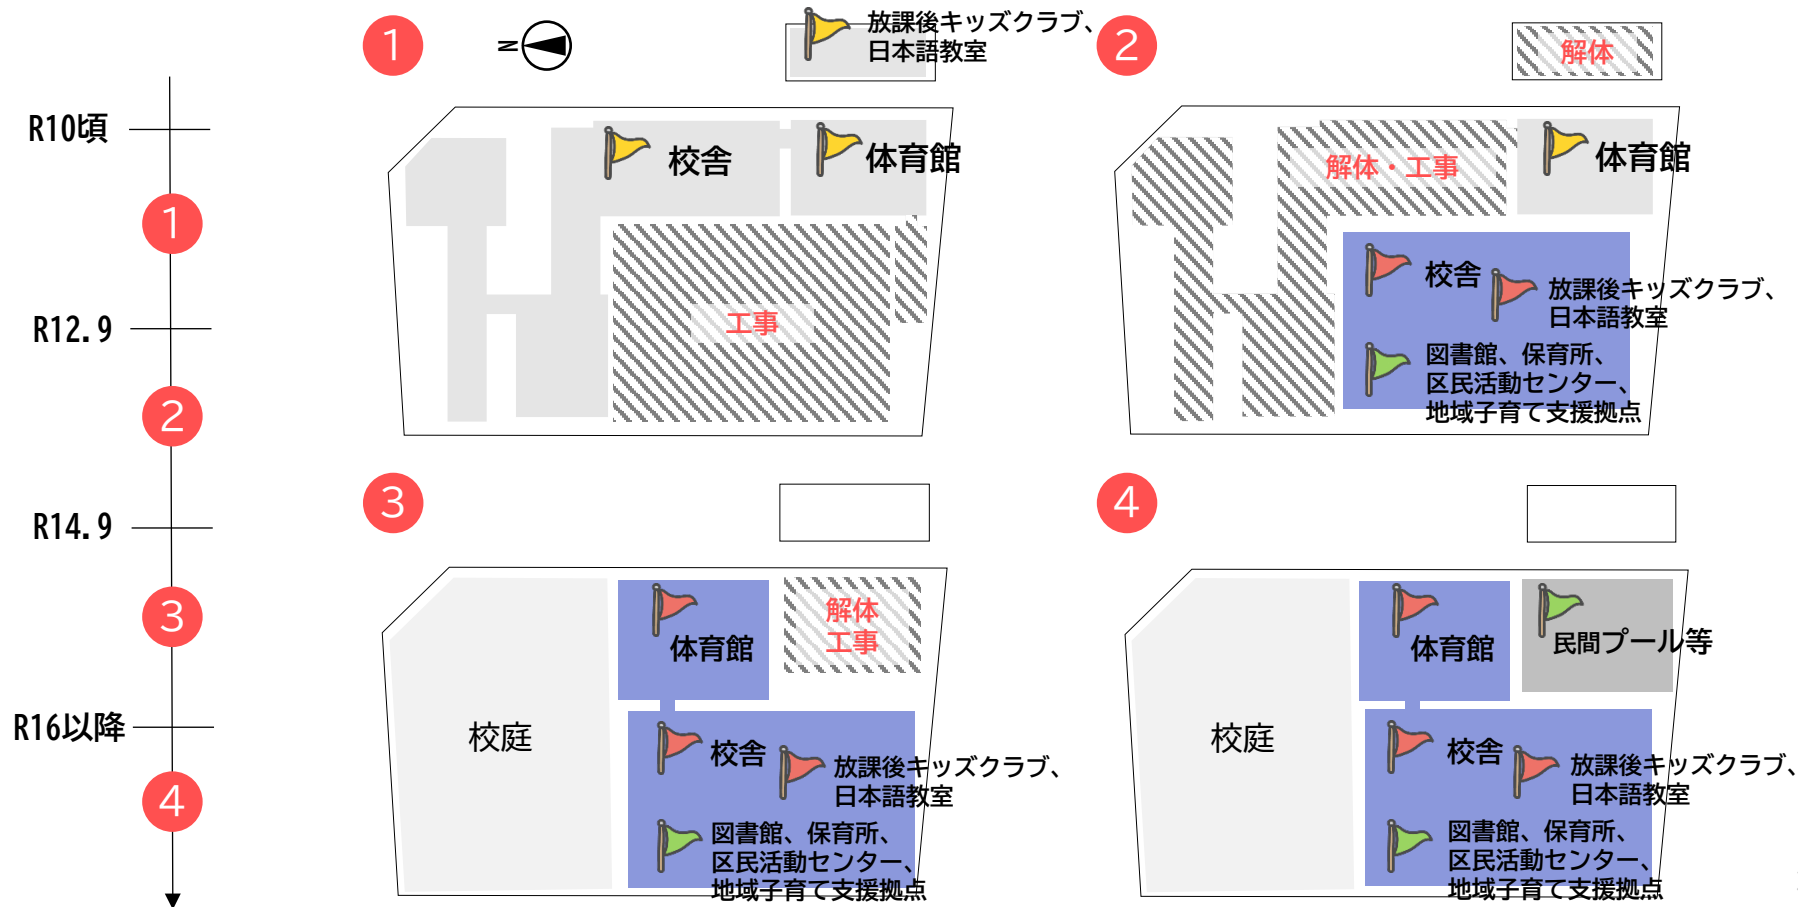 R10頃
1
R12.9
2
R14.9
3
R16以降
4
1
N
放課後キッズクラブ、
日本語教室
校舎
体育館
工事
2
解体
解体・工事
体育館
校舎
放課後キッズクラブ、
日本語教室
図書館、保育所、
区民活動センター、
地域子育て支援拠点
3
体育館
解体
工事
校庭
校舎
放課後キッズクラブ、
日本語教室
図書館、保育所、
区民活動センター、
地域子育て支援拠点
4
体育館
民間プール等
校庭
校舎
放課後キッズクラブ、
日本語教室
図書館、保育所、
区民活動センター、
地域子育て支援拠点